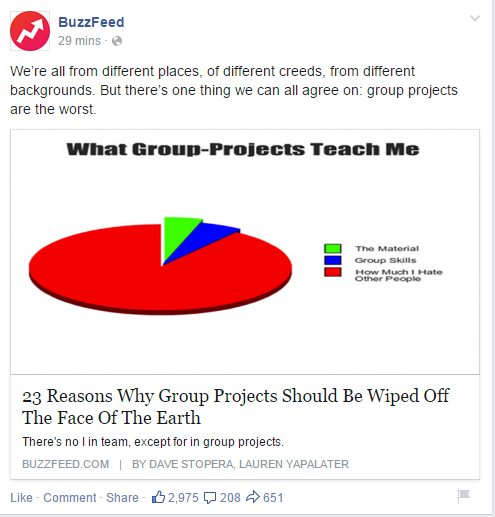 BuzzFeed
29 mins ·
We're all from different places, of different creeds, from different
backgrounds. But there's one thing we can all agree on: group projects
are the worst.
What Group-Projects Teach Me
The Material
Group Skills
How Much I Hate
Other People
23 Reasons Why Group Projects Should Be Wiped Off
The Face Of The Earth
There's no I in team, except for in group projects.
BUZZFEED.COM | BY DAVE STOPERA, LAUREN YAPALATER
Like · Comment · Share · 2,975 208 651